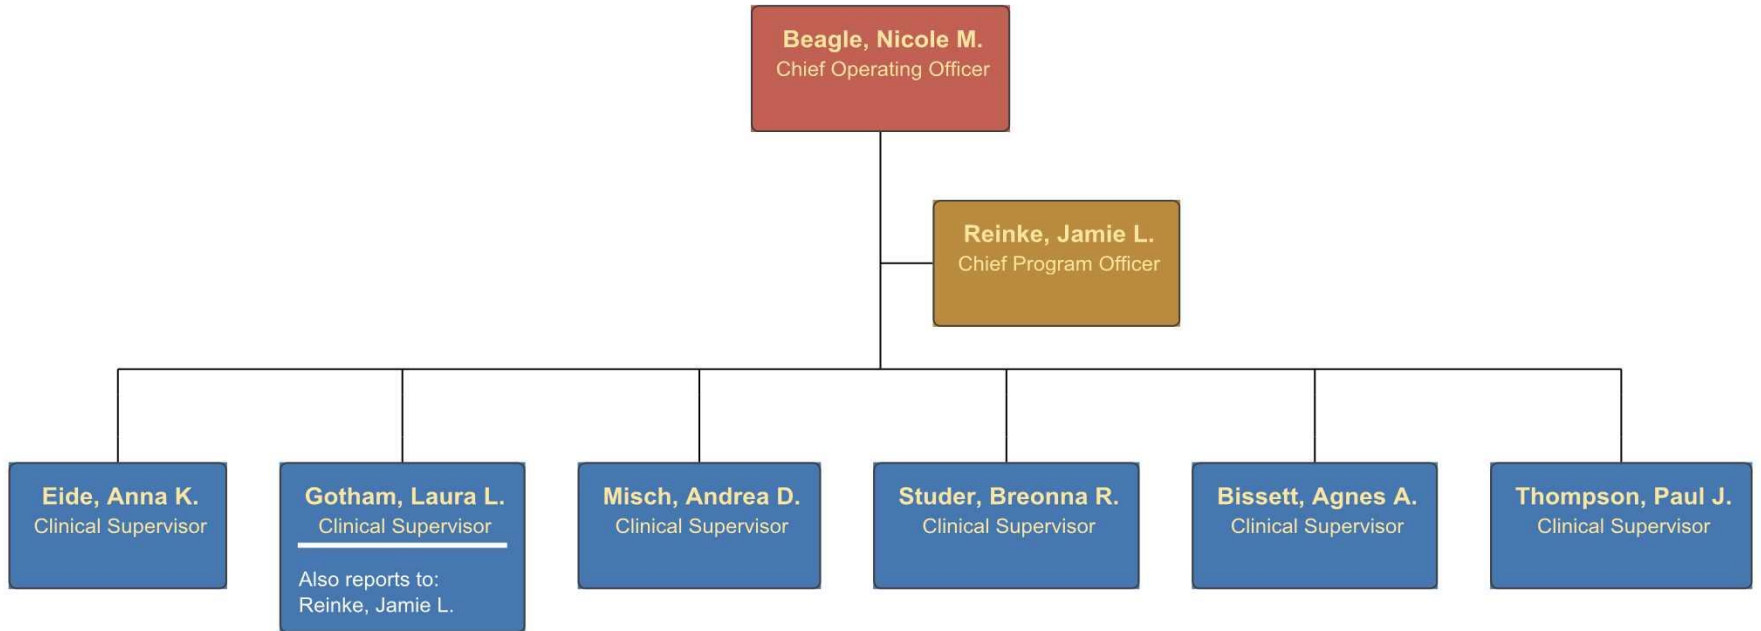 Beagle, Nicole M.
Chief Operating Officer
Reinke, Jamie L.
Chief Program Officer
Eide, Anna K.
Clinical Supervisor
Gotham, Laura L.
Clinical Supervisor
Also reports to:
Reinke, Jamie L.
Misch, Andrea D.
Clinical Supervisor
Studer, Breonna R.
Clinical Supervisor
Bissett, Agnes A.
Clinical Supervisor
Thompson, Paul J.
Clinical Supervisor